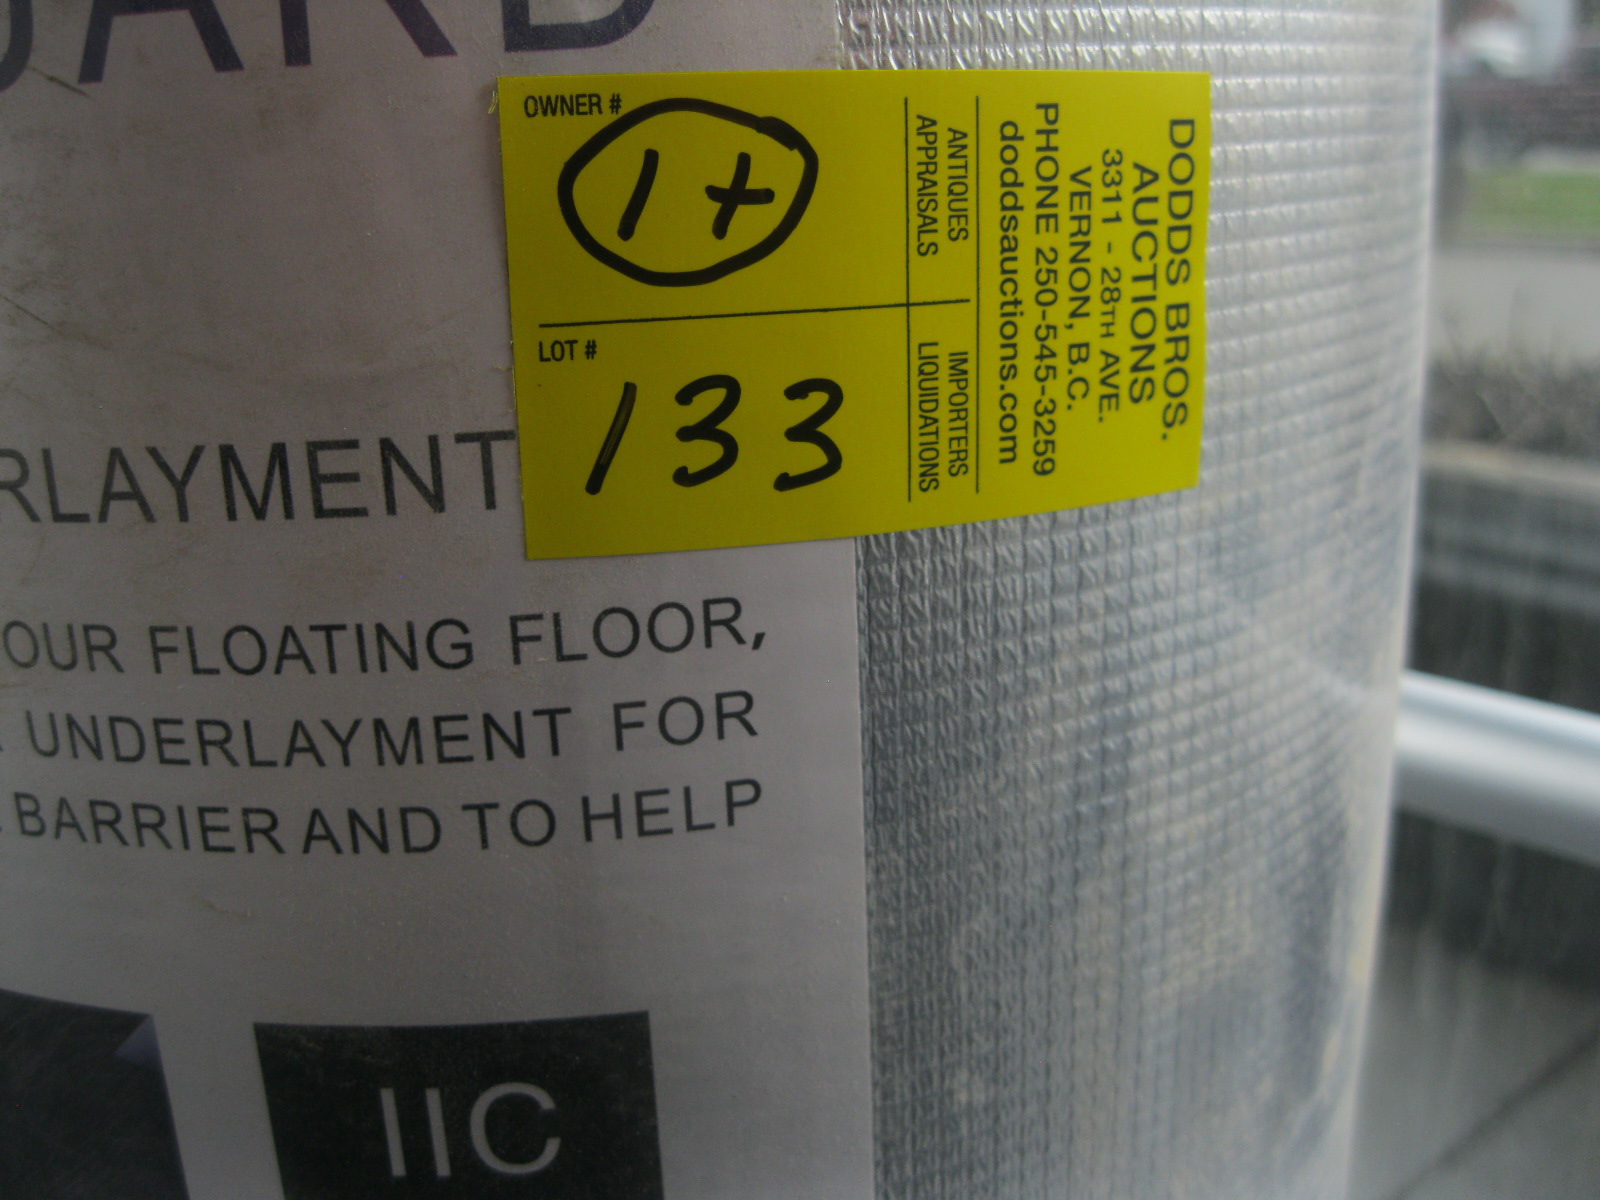 OWNER #
1+
LOT #
133
ANTIQUES
APPRAISALS
IMPORTERS
LIQUIDATIONS
DODDS BROS.
AUCTIONS
3311 - 28TH AVE.
VERNON, B.C.
PHONE 250-545-3259
doddsauctions.com
RLAYMENT
OUR FLOATING FLOOR,
UNDERLAYMENT FOR
BARRIER AND TO HELP
IIC